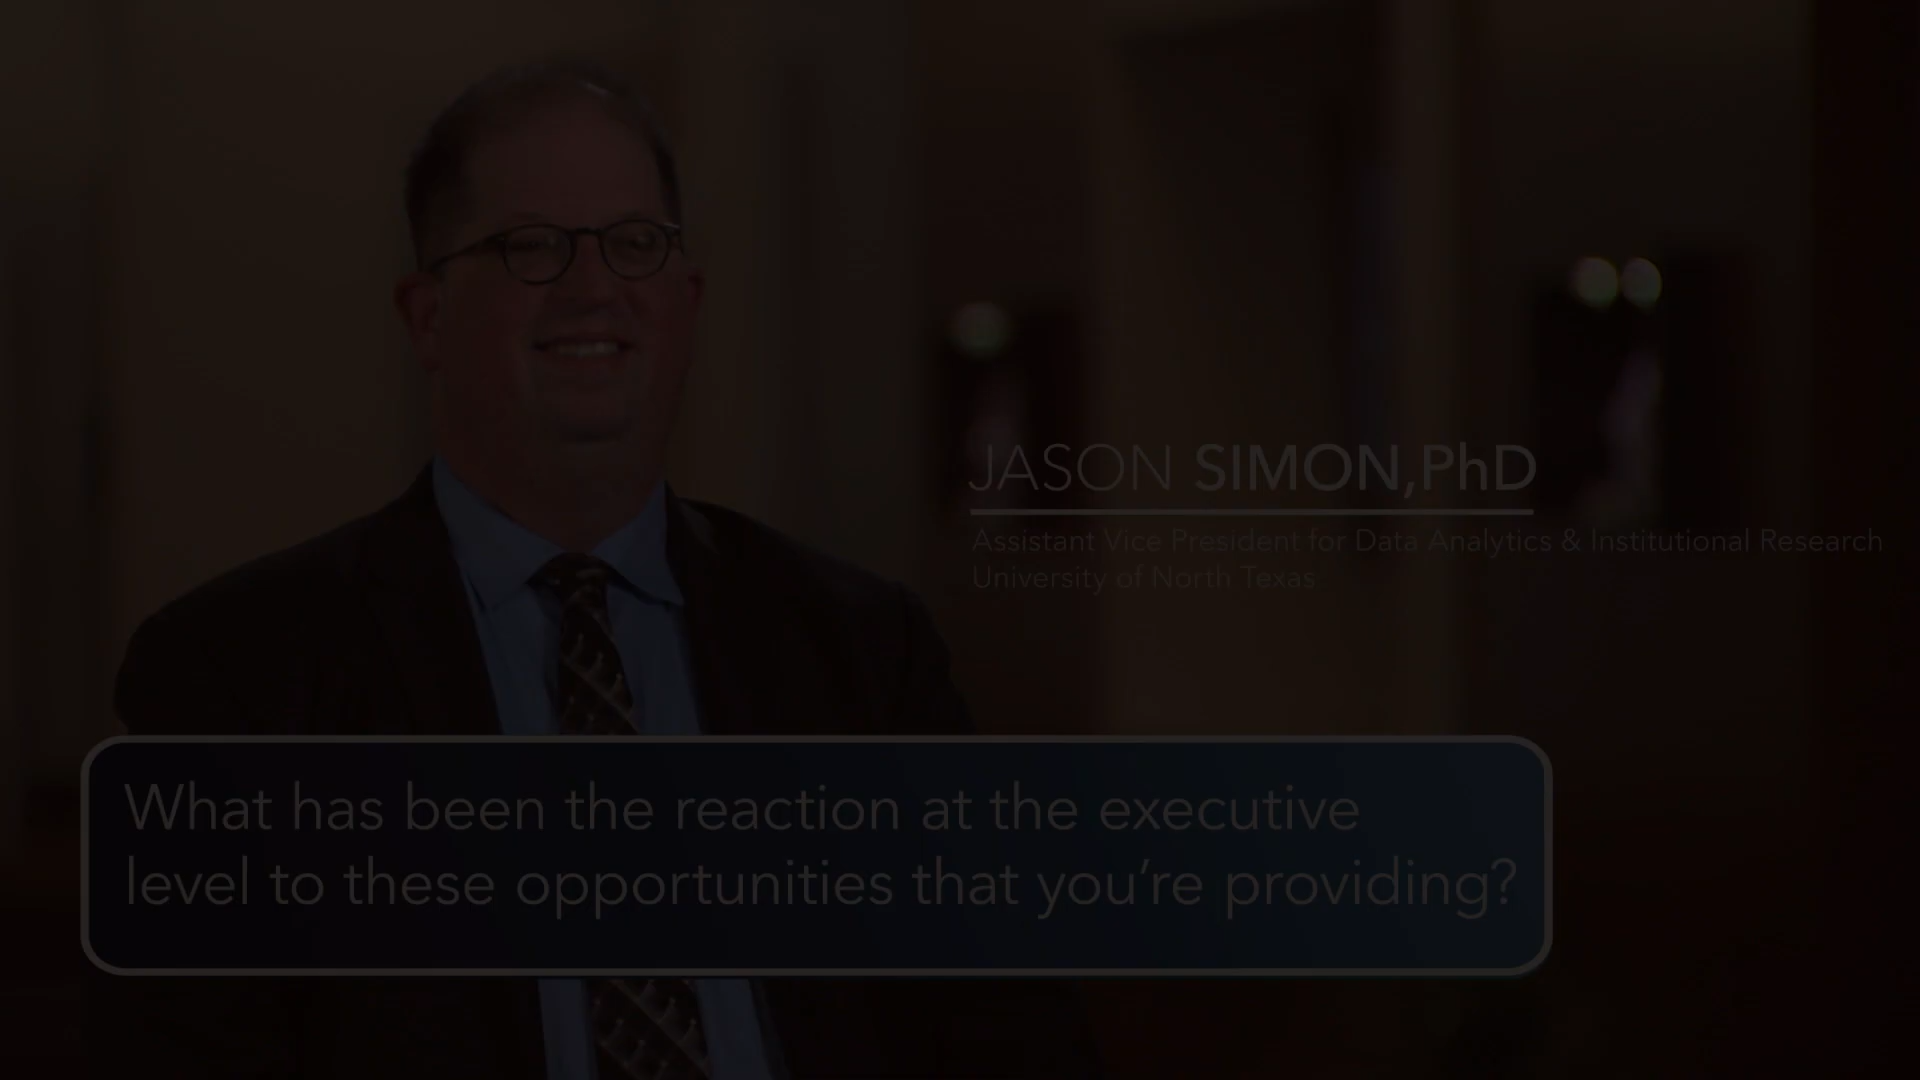 JASON SIMON,PhD
Assistant Vice President for Data Analytics & Institutional Research
University of North Texas
What has been the reaction at the executive
level to these opportunities that you're providing?